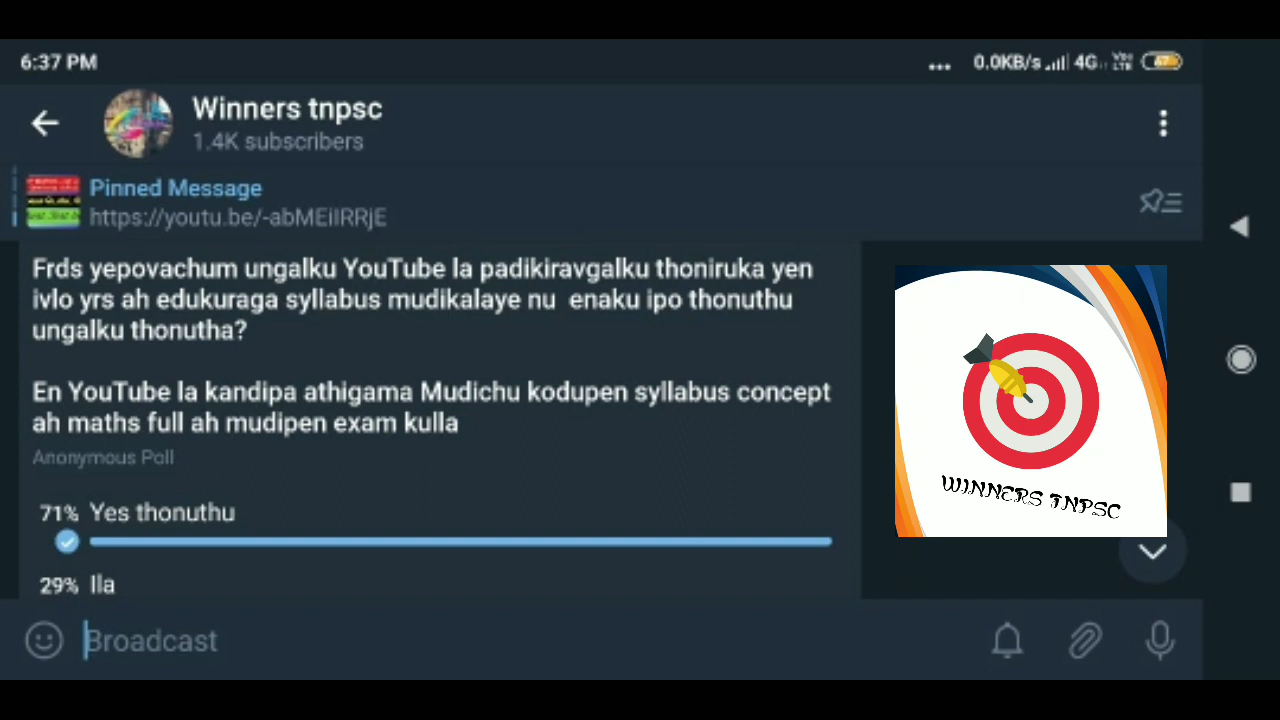 6:37 PM
0.0KB/s 4G VoLTE 67
Winners tnpsc
1.4K subscribers
Pinned Message
https://youtu.be/-abMEiIRRjE
Frds yepovachum ungalku YouTube la padikiravgalku thoniruka yen
ivlo yrs ah edukuraga syllabus mudikalaye nu enaku ipo thonuthu
ungalku thonutha?
En YouTube la kandipa athigama Mudichu kodupen syllabus concept
ah maths full ah mudipen exam kulla
Anonymous Poll
71% Yes thonuthu
29% Ila
WINNERS TNPSC
Broadcast